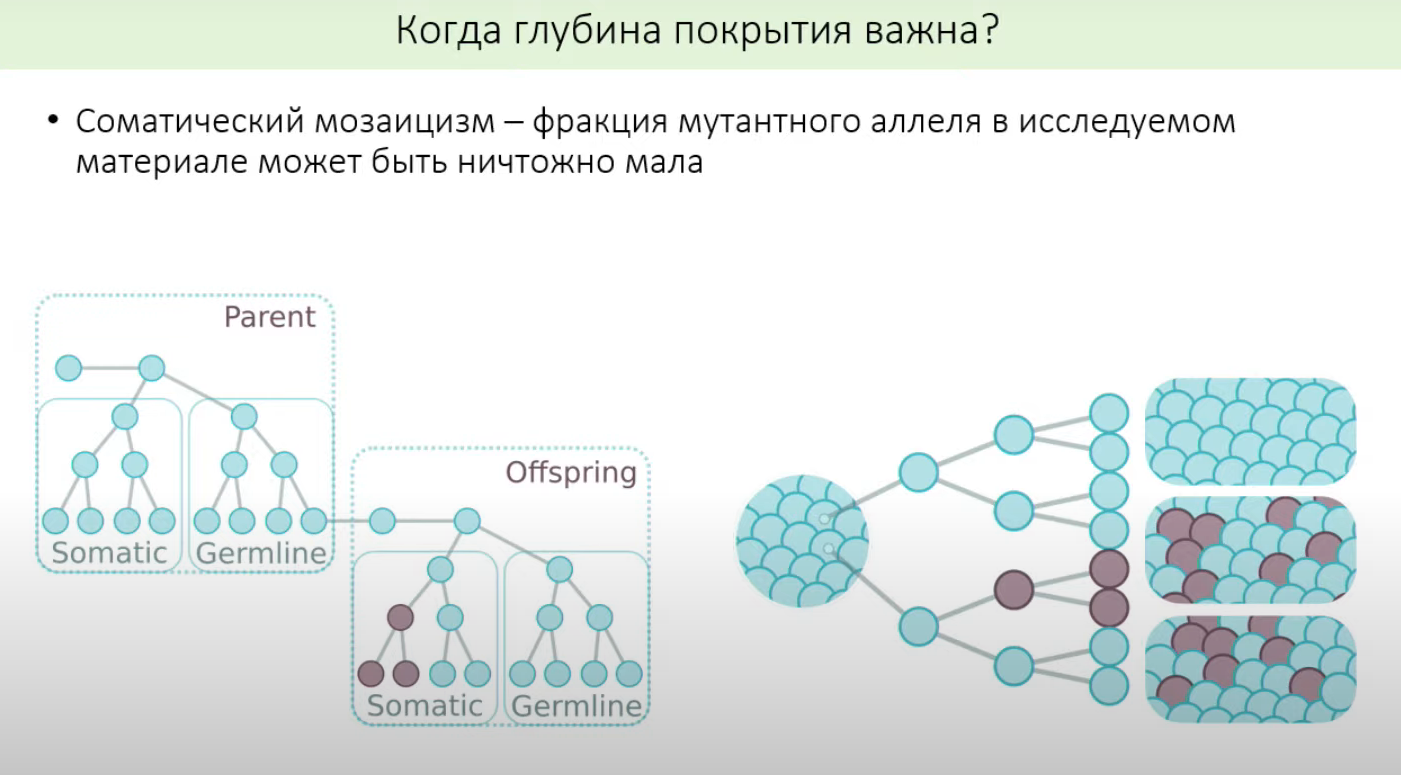 Когда глубина покрытия важна?
• Соматический мозаицизм – фракция мутантного аллеля в исследуемом
материале может быть ничтожно мала
Parent
Somatic
Germline
Offspring
Somatic
Germline